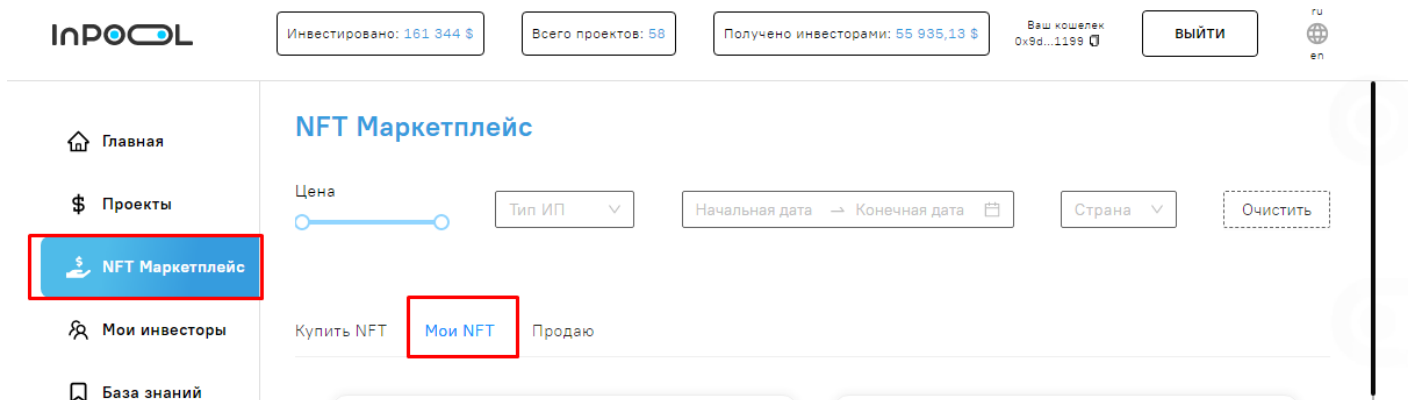 InPOOL
Инвестировано: 161 344 $
Всего проектов: 58
Получено инвесторами: 55 935,13 $
Ваш кошелек
0x9d...1199
ВЫЙТИ
ru
en
Главная
Проекты
NFT Маркетплейс
Мои инвесторы
База знаний
NFT Маркетплейс
Цена
Тип ИП
Начальная дата → Конечная дата
Страна
Очистить
Купить NFT
Мои NFT
Продаю